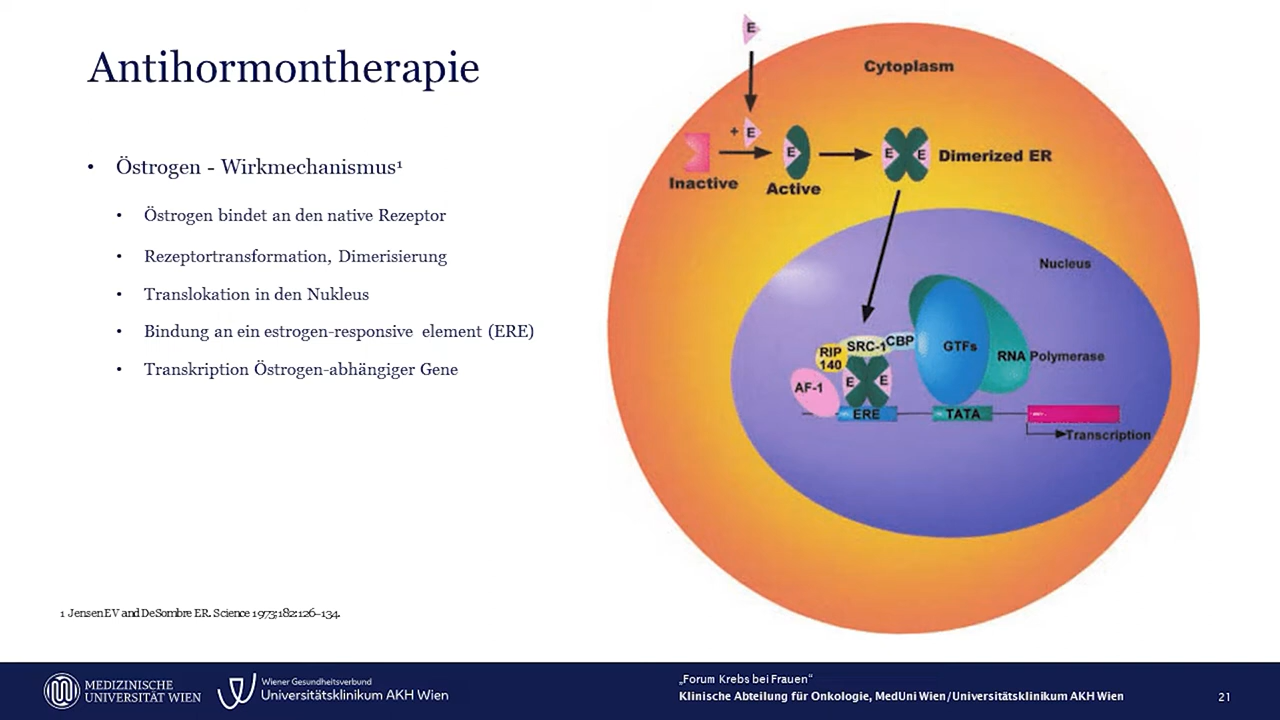 Antihormontherapie
• Östrogen - Wirkmechanismus¹
• Östrogen bindet an den native Rezeptor
• Rezeptortransformation, Dimerisierung
• Translokation in den Nukleus
• Bindung an ein estrogen-responsive element (ERE)
• Transkription Östrogen-abhängiger Gene
1 Jensen EV and DeSombre ER. Science 1973;182:126–134.
E
Cytoplasm
+ E
E
E E
Dimerized ER
Inactive
Active
Nucleus
SRC-1
CBP
GTFs
RIP
140
RNA Polymerase
AF-1
E E
ERE
TATA
Transcription
MEDIZINISCHE
UNIVERSITÄT WIEN
Wiener Gesundheitsverbund
Universitätsklinikum AKH Wien
„Forum Krebs bei Frauen“
Klinische Abteilung für Onkologie, MedUni Wien/Universitätsklinikum AKH Wien
21